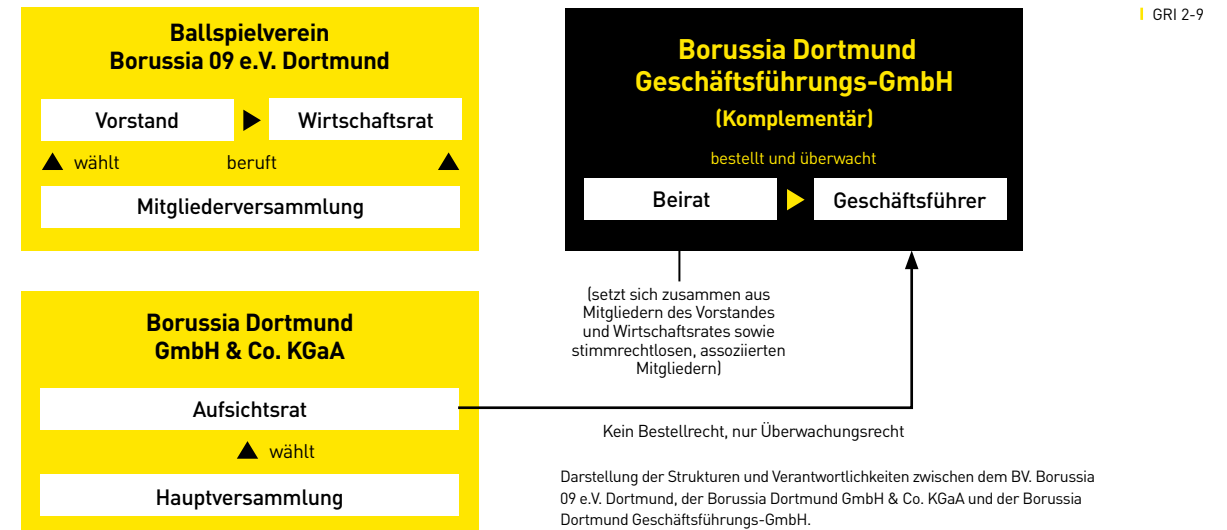 Ballspielverein
Borussia 09 e.V. Dortmund
Vorstand
Wirtschaftsrat
wählt
beruft
Mitgliederversammlung
Borussia Dortmund
Geschäftsführungs-GmbH
(Komplementär)
bestellt und überwacht
Beirat
Geschäftsführer
GRI 2-9
(setzt sich zusammen aus
Mitgliedern des Vorstandes
und Wirtschaftsrates sowie
stimmrechtlosen, assoziierten
Mitgliedern)
Borussia Dortmund
GmbH & Co. KGaA
Aufsichtsrat
wählt
Hauptversammlung
Kein Bestellrecht, nur Überwachungsrecht
Darstellung der Strukturen und Verantwortlichkeiten zwischen dem BV. Borussia
09 e.V. Dortmund, der Borussia Dortmund GmbH & Co. KGaA und der Borussia
Dortmund Geschäftsführungs-GmbH.